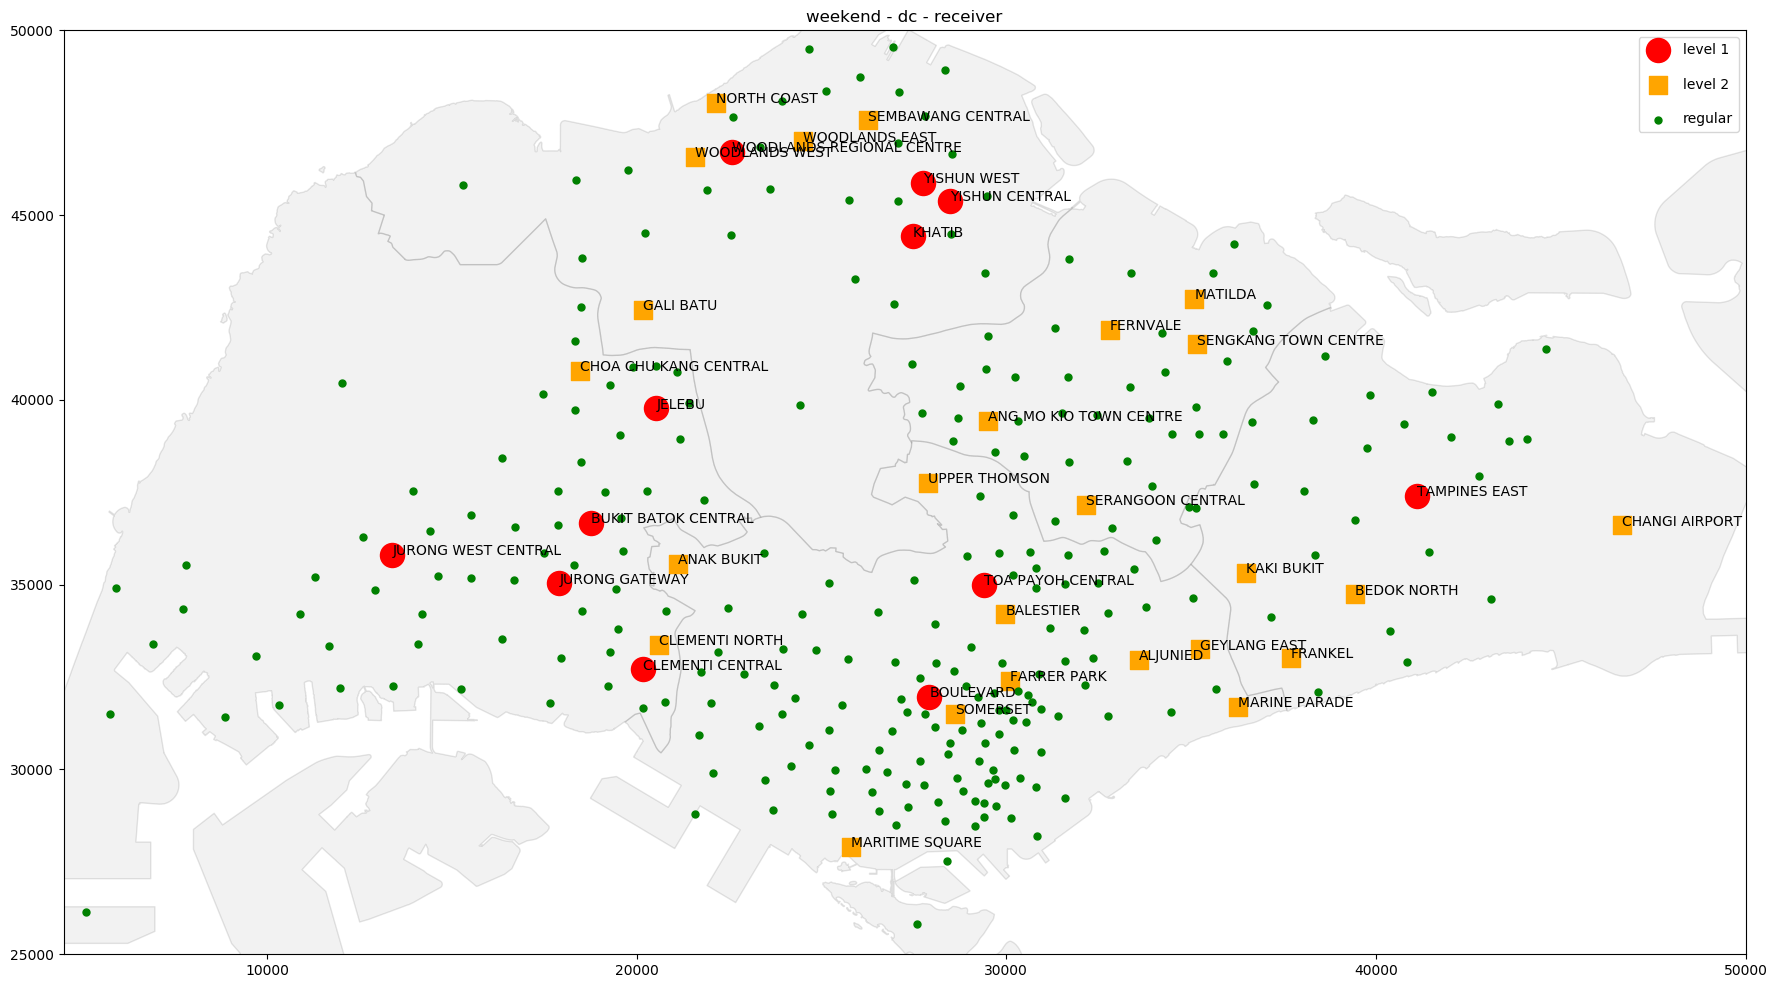 weekend - dc - receiver
50000
level 1
level 2
regular
NORTH COAST
SEMBAWANG CENTRAL
WOODLANDS EAST
WOODLANDS REGIONAL CENTRE
WOODLANDS WEST
YISHUN WEST
YISHUN CENTRAL
45000
KHATIB
MATILDA
GALI BATU
FERNVALE
SENGKANG TOWN CENTRE
CHOA CHU KANG CENTRAL
40000
JELEBU
ANG MO KIO TOWN CENTRE
UPPER THOMSON
SERANGOON CENTRAL
TAMPINES EAST
BUKIT BATOK CENTRAL
CHANGI AIRPORT
JURONG WEST CENTRAL
ANAK BUKIT
KAKI BUKIT
35000
JURONG GATEWAY
TOA PAYOH CENTRAL
BEDOK NORTH
BALESTIER
CLEMENTI NORTH
GEYLANG EAST
ALJUNIED
FRANKEL
CLEMENTI CENTRAL
FARRER PARK
BOULEVARD
SOMERSET
MARINE PARADE
30000
MARITIME SQUARE
25000
10000
20000
30000
40000
50000